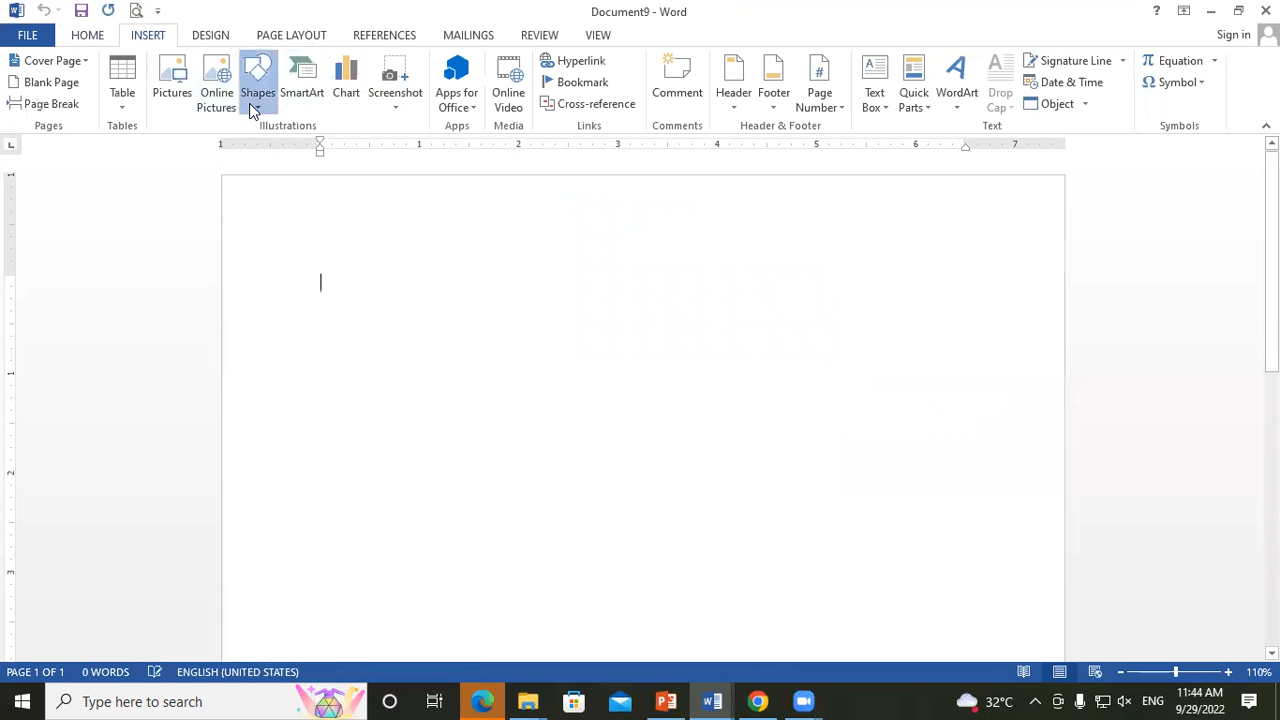 Document9 - Word
?
FILE HOME INSERT DESIGN PAGE LAYOUT REFERENCES MAILINGS REVIEW VIEW Sign in
Cover Page
Blank Page
Page Break
Pages
Table
Tables
Pictures
Online Pictures
Shapes
SmartArt
Chart
Screenshot
Illustrations
Apps for Office
Apps
Online Video
Media
Hyperlink
Bookmark
Cross-reference
Links
Comment
Comments
Header
Footer
Page Number
Header & Footer
Text Box
Quick Parts
WordArt
Drop Cap
Signature Line
Date & Time
Object
Text
Equation
Symbol
Symbols
1 1 2 3 4 5 6 7
1
1
2
3
PAGE 1 OF 1 0 WORDS ENGLISH (UNITED STATES) 110%
Type here to search
32°C
ENG
11:44 AM
9/29/2022